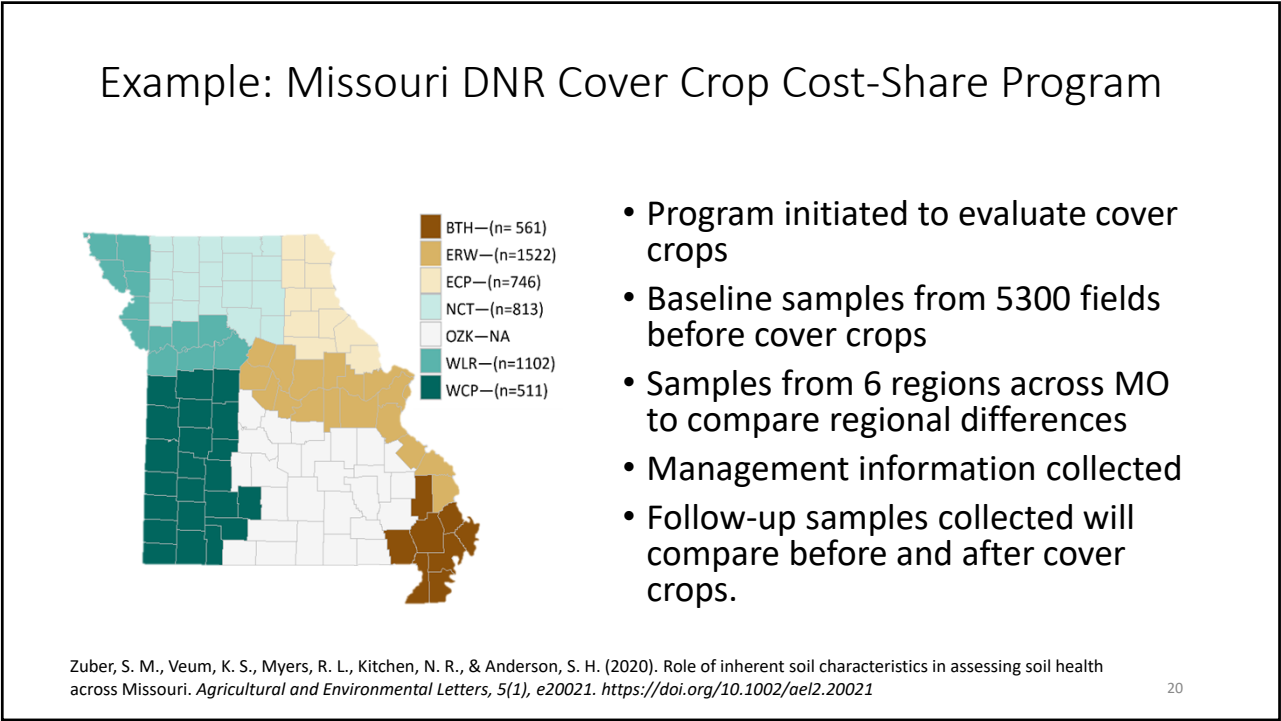 Example: Missouri DNR Cover Crop Cost-Share Program
BTH—(n= 561)
ERW—(n=1522)
ECP—(n=746)
NCT—(n=813)
OZK—NA
WLR—(n=1102)
WCP—(n=511)
• Program initiated to evaluate cover
crops
• Baseline samples from 5300 fields
before cover crops
• Samples from 6 regions across MO
to compare regional differences
• Management information collected
• Follow-up samples collected will
compare before and after cover
crops.
Zuber, S. M., Veum, K. S., Myers, R. L., Kitchen, N. R., & Anderson, S. H. (2020). Role of inherent soil characteristics in assessing soil health
across Missouri. Agricultural and Environmental Letters, 5(1), e20021. https://doi.org/10.1002/ael2.20021
20